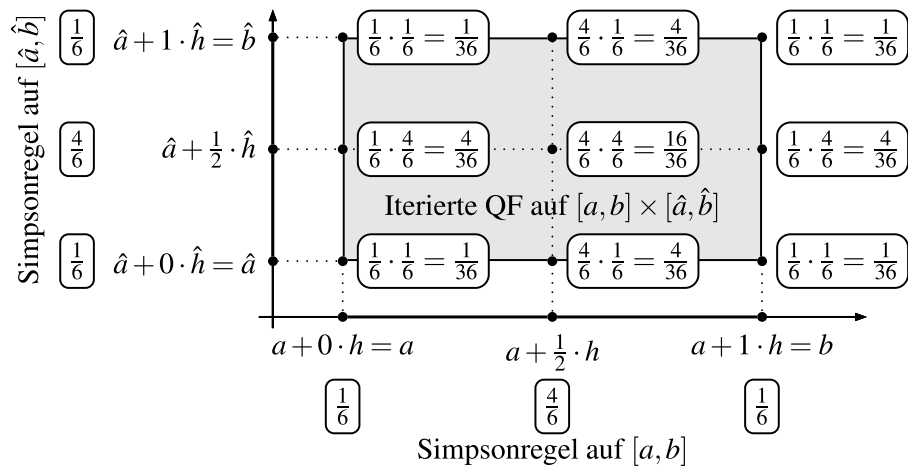 Simpsonregel auf [â, b̂]
1/6 â+1·ĥ=b̂ 1/6·1/6=1/36 4/6·1/6=4/36 1/6·1/6=1/36
4/6 â+1/2·ĥ 1/6·4/6=4/36 4/6·4/6=16/36 1/6·4/6=4/36
Iterierte QF auf [a,b]×[â,b̂]
1/6 â+0·ĥ=â 1/6·1/6=1/36 4/6·1/6=4/36 1/6·1/6=1/36
a+0·h=a a+1/2·h a+1·h=b
1/6 4/6 1/6
Simpsonregel auf [a,b]